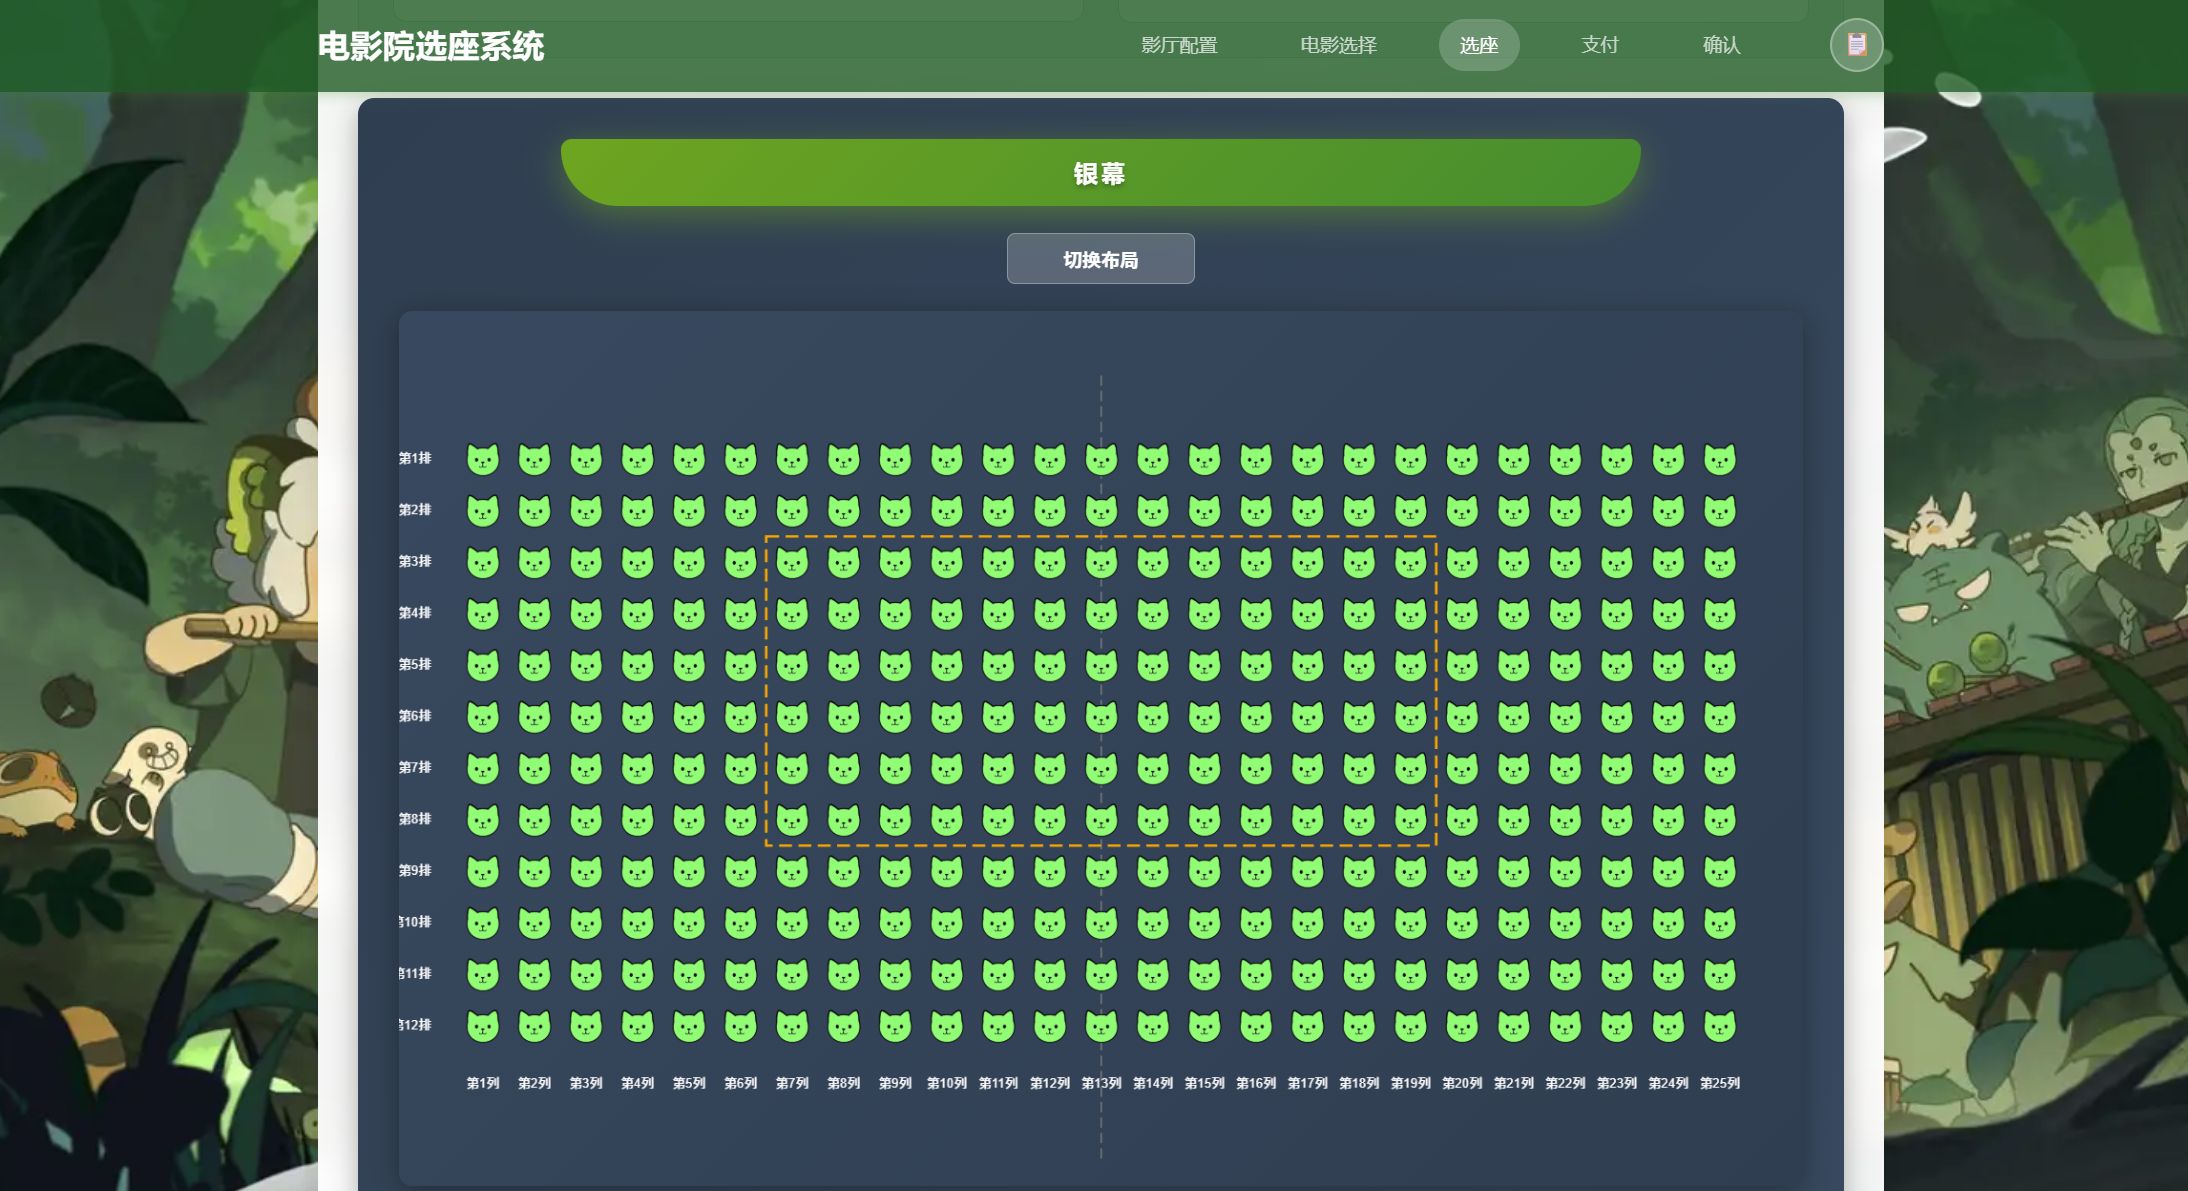 电影院选座系统
影厅配置 电影选择 选座 支付 确认
银幕
切换布局
第1排
第2排
第3排
第4排
第5排
第6排
第7排
第8排
第9排
第10排
第11排
第12排
第1列 第2列 第3列 第4列 第5列 第6列 第7列 第8列 第9列 第10列 第11列 第12列 第13列 第14列 第15列 第16列 第17列 第18列 第19列 第20列 第21列 第22列 第23列 第24列 第25列